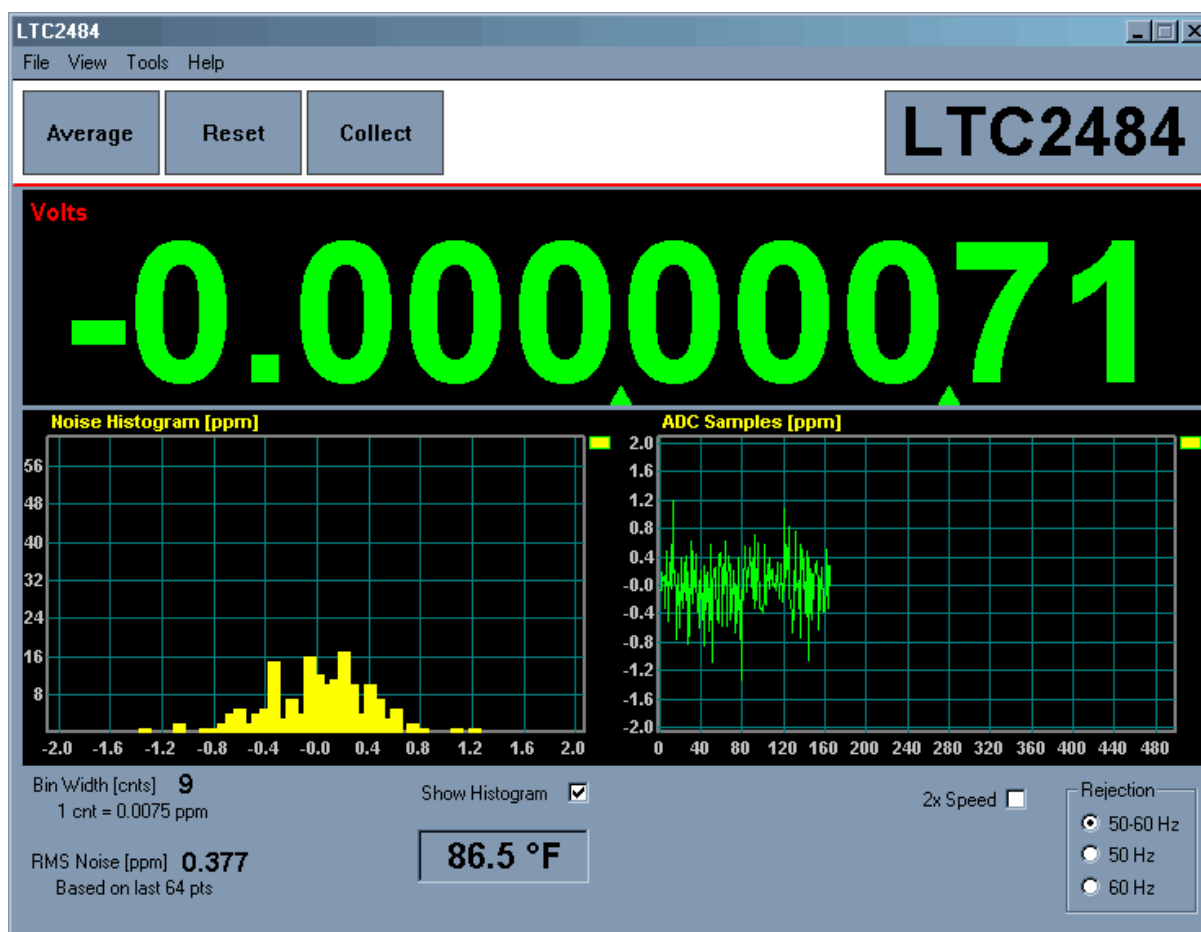 LTC2484
File View Tools Help
Average Reset Collect LTC2484
Volts
-0.00000071
Noise Histogram [ppm]
56
48
40
32
24
16
8
-2.0 -1.6 -1.2 -0.8 -0.4 -0.0 0.4 0.8 1.2 1.6 2.0
ADC Samples [ppm]
2.0
1.6
1.2
0.8
0.4
-0.0
-0.4
-0.8
-1.2
-1.6
-2.0
0 40 80 120 160 200 240 280 320 360 400 440 480
Bin Width [cnts] 9
1 cnt = 0.0075 ppm
RMS Noise [ppm] 0.377
Based on last 64 pts
Show Histogram
86.5 °F
2x Speed
Rejection
50-60 Hz
50 Hz
60 Hz